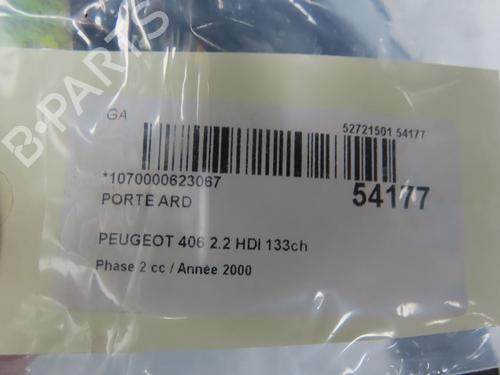 GA
52721501 54177
*1070000623067
54177
PORTE ARD
PEUGEOT 406 2.2 HDI 133ch
Phase 2 cc / Année 2000
B-PARTS